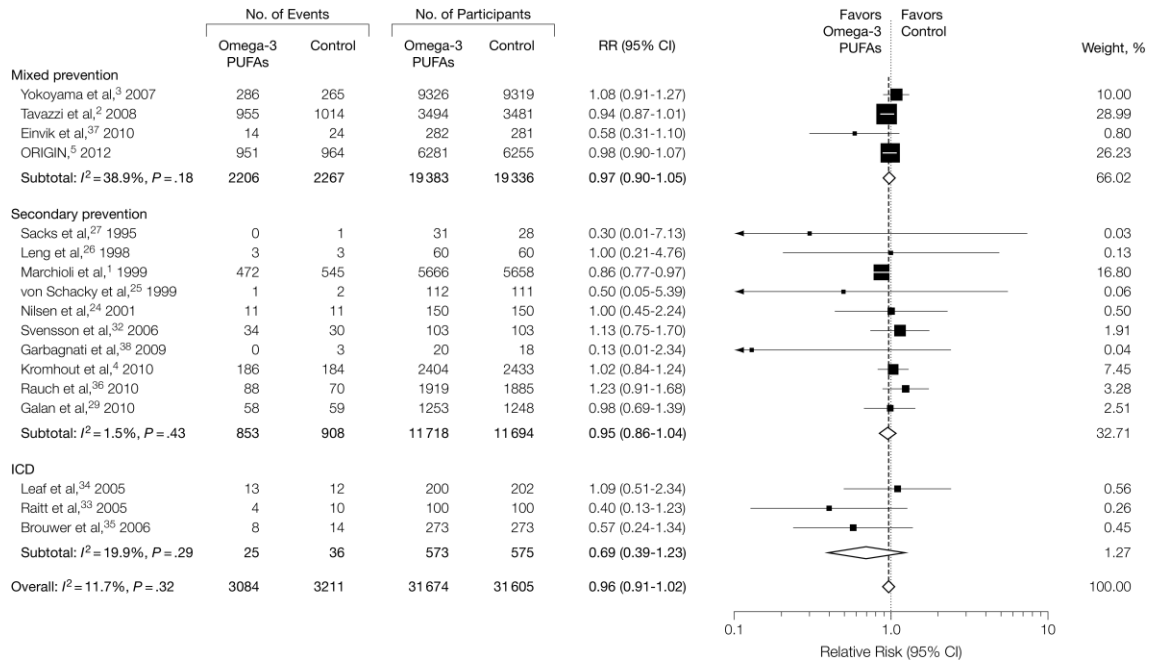 No. of Events No. of Participants Favors Omega-3 PUFAs Favors Control
Omega-3 PUFAs Control Omega-3 PUFAs Control RR (95% CI) Weight, %
Mixed prevention
Yokoyama et al,3 2007 286 265 9326 9319 1.08 (0.91-1.27) 10.00
Tavazzi et al,2 2008 955 1014 3494 3481 0.94 (0.87-1.01) 28.99
Einvik et al,37 2010 14 24 282 281 0.58 (0.31-1.10) 0.80
ORIGIN,5 2012 951 964 6281 6255 0.98 (0.90-1.07) 26.23
Subtotal: I2 = 38.9%, P = .18 2206 2267 19 383 19 336 0.97 (0.90-1.05) 66.02
Secondary prevention
Sacks et al,27 1995 0 1 31 28 0.30 (0.01-7.13) 0.03
Leng et al,26 1998 3 3 60 60 1.00 (0.21-4.76) 0.13
Marchioli et al,1 1999 472 545 5666 5658 0.86 (0.77-0.97) 16.80
von Schacky et al,25 1999 1 2 112 111 0.50 (0.05-5.39) 0.06
Nilsen et al,24 2001 11 11 150 150 1.00 (0.45-2.24) 0.50
Svensson et al,32 2006 34 30 103 103 1.13 (0.75-1.70) 1.91
Garbagnati et al,38 2009 0 3 20 18 0.13 (0.01-2.34) 0.04
Kromhout et al,4 2010 186 184 2404 2433 1.02 (0.84-1.24) 7.45
Rauch et al,36 2010 88 70 1919 1885 1.23 (0.91-1.68) 3.28
Galan et al,29 2010 58 59 1253 1248 0.98 (0.69-1.39) 2.51
Subtotal: I2 = 1.5%, P = .43 853 908 11 718 11 694 0.95 (0.86-1.04) 32.71
ICD
Leaf et al,34 2005 13 12 200 202 1.09 (0.51-2.34) 0.56
Raitt et al,33 2005 4 10 100 100 0.40 (0.13-1.23) 0.26
Brouwer et al,35 2006 8 14 273 273 0.57 (0.24-1.34) 0.45
Subtotal: I2 = 19.9%, P = .29 25 36 573 575 0.69 (0.39-1.23) 1.27
Overall: I2 = 11.7%, P = .32 3084 3211 31 674 31 605 0.96 (0.91-1.02) 100.00
0.1 1.0 10
Relative Risk (95% CI)